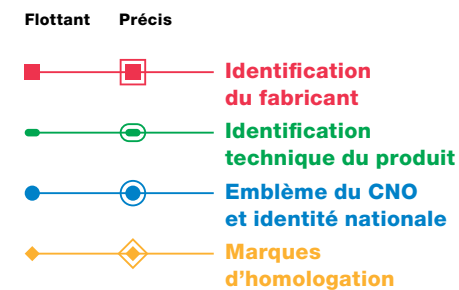 Flottant Précis
Identification
du fabricant
Identification
technique du produit
Emblème du CNO
et identité nationale
Marques
d’homologation